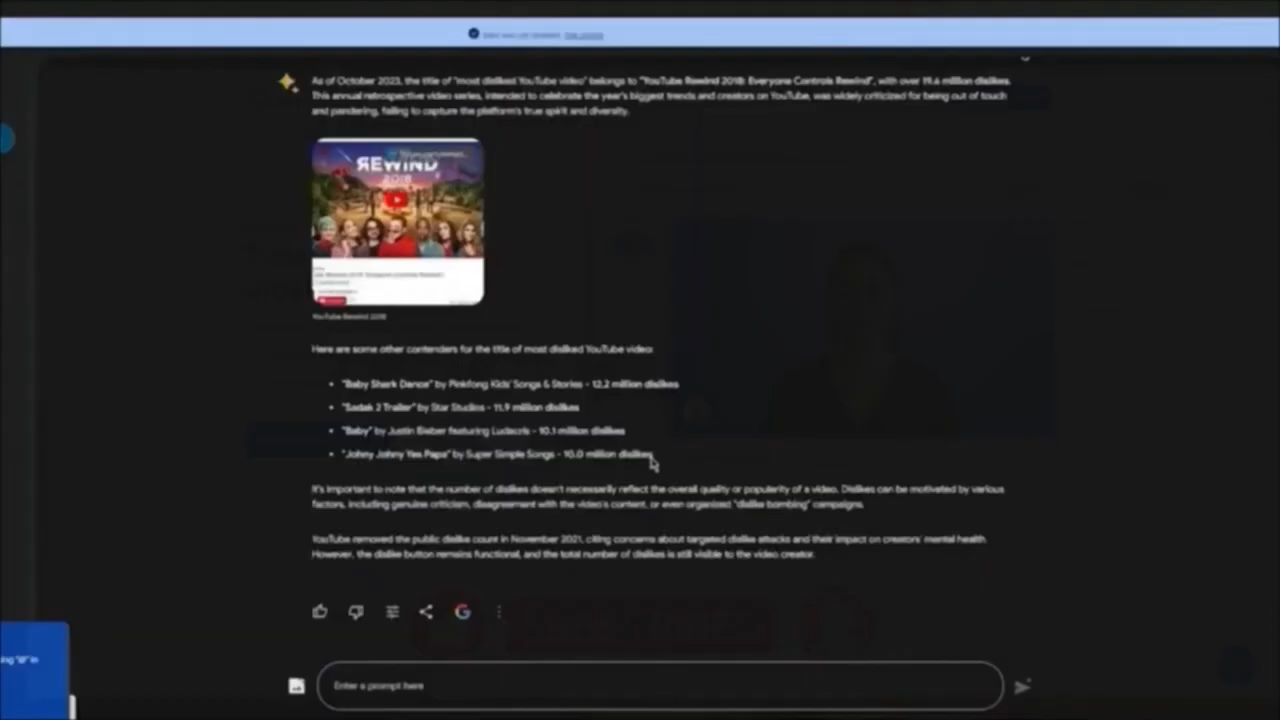 As of October 2023, the title of "most disliked YouTube video" belongs to "YouTube Rewind 2018: Everyone Controls Rewind", with over 19.6 million dislikes.
This annual retrospective video series, intended to celebrate the year's biggest trends and creators on YouTube, was widely criticized for being out of touch
and pandering, failing to capture the platform's true spirit and diversity.
REWIND
2018
YouTube Rewind 2018
Here are some other contenders for the title of most disliked YouTube video:
• "Baby Shark Dance" by Pinkfong Kids' Songs & Stories - 12.2 million dislikes
• "Sadak 2 Trailer" by Star Studios - 11.9 million dislikes
• "Baby" by Justin Bieber featuring Ludacris - 10.1 million dislikes
• "Johny Johny Yes Papa" by Super Simple Songs - 10.0 million dislikes
It's important to note that the number of dislikes doesn't necessarily reflect the overall quality or popularity of a video. Dislikes can be motivated by various
factors, including genuine criticism, disagreement with the video's content, or even organized "dislike bombing" campaigns.
YouTube removed the public dislike count in November 2021, citing concerns about targeted dislike attacks and their impact on creators' mental health.
However, the dislike button remains functional, and the total number of dislikes is still visible to the video creator.
Enter a prompt here